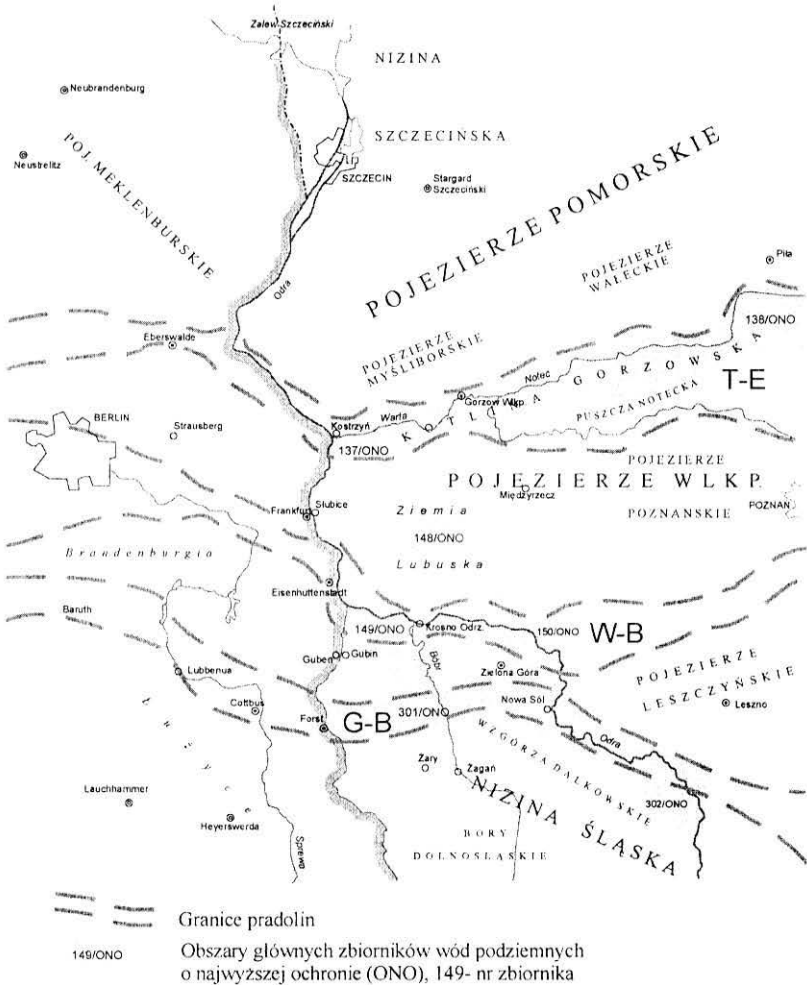 Zalew Szczeciński
NIZINA
Neubrandenburg
SZCZECIŃSKA
Neustrelitz
POJ. MEKLENBURSKIE
SZCZECIN
Stargard
Szczeciński
POJEZIERZE POMORSKIE
Odra
POJEZIERZE
WAŁECKIE
Piła
138/ONO
Eberswalde
POJEZIERZE
MYŚLIBORSKIE
Noteć
T-E
Gorzów Wlkp.
KOTLINA GORZOWSKA
PUSZCZA NOTECKA
BERLIN
Strausberg
Kostrzyń
Warta
137/ONO
POJEZIERZE
POJEZIERZE WLKP.
Międzyrzecz
POZNAŃSKIE
POZNAŃ
Frankfurt
Słubice
Ziemia
148/ONO
Lubuska
Brandenburgia
Eisenhuttenstadt
Baruth
149/ONO
Krosno Odrz.
150/ONO
W-B
Guben
Gubin
Bóbr
Zielona Góra
POJEZIERZE
LESZCZYŃSKIE
Lubbenua
Łużyce
Cottbus
Forst
G-B
301/ONO
Nowa Sól
Leszno
WZGÓRZA DALKOWSKIE
Odra
Żary
Żagań
302/ONO
Lauchhammer
Heyerswerda
NIZINA ŚLĄSKA
BORY
DOLNOŚLĄSKIE
Sprewa
Granice pradolin
149/ONO
Obszary głównych zbiorników wód podziemnych
o najwyższej ochronie (ONO), 149- nr zbiornika